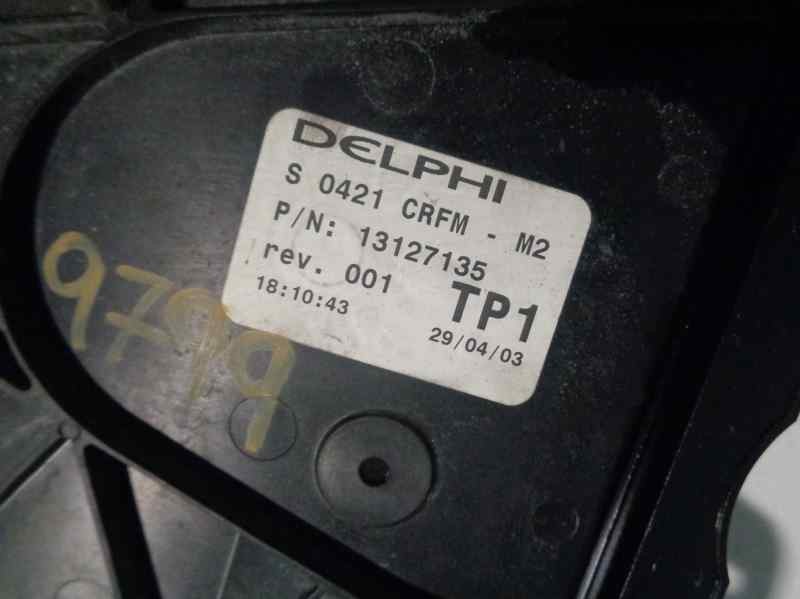 DELPHI
S 0421 CRFM - M2
P/N: 13127135
rev. 001 TP1
18:10:43 29/04/03
9799